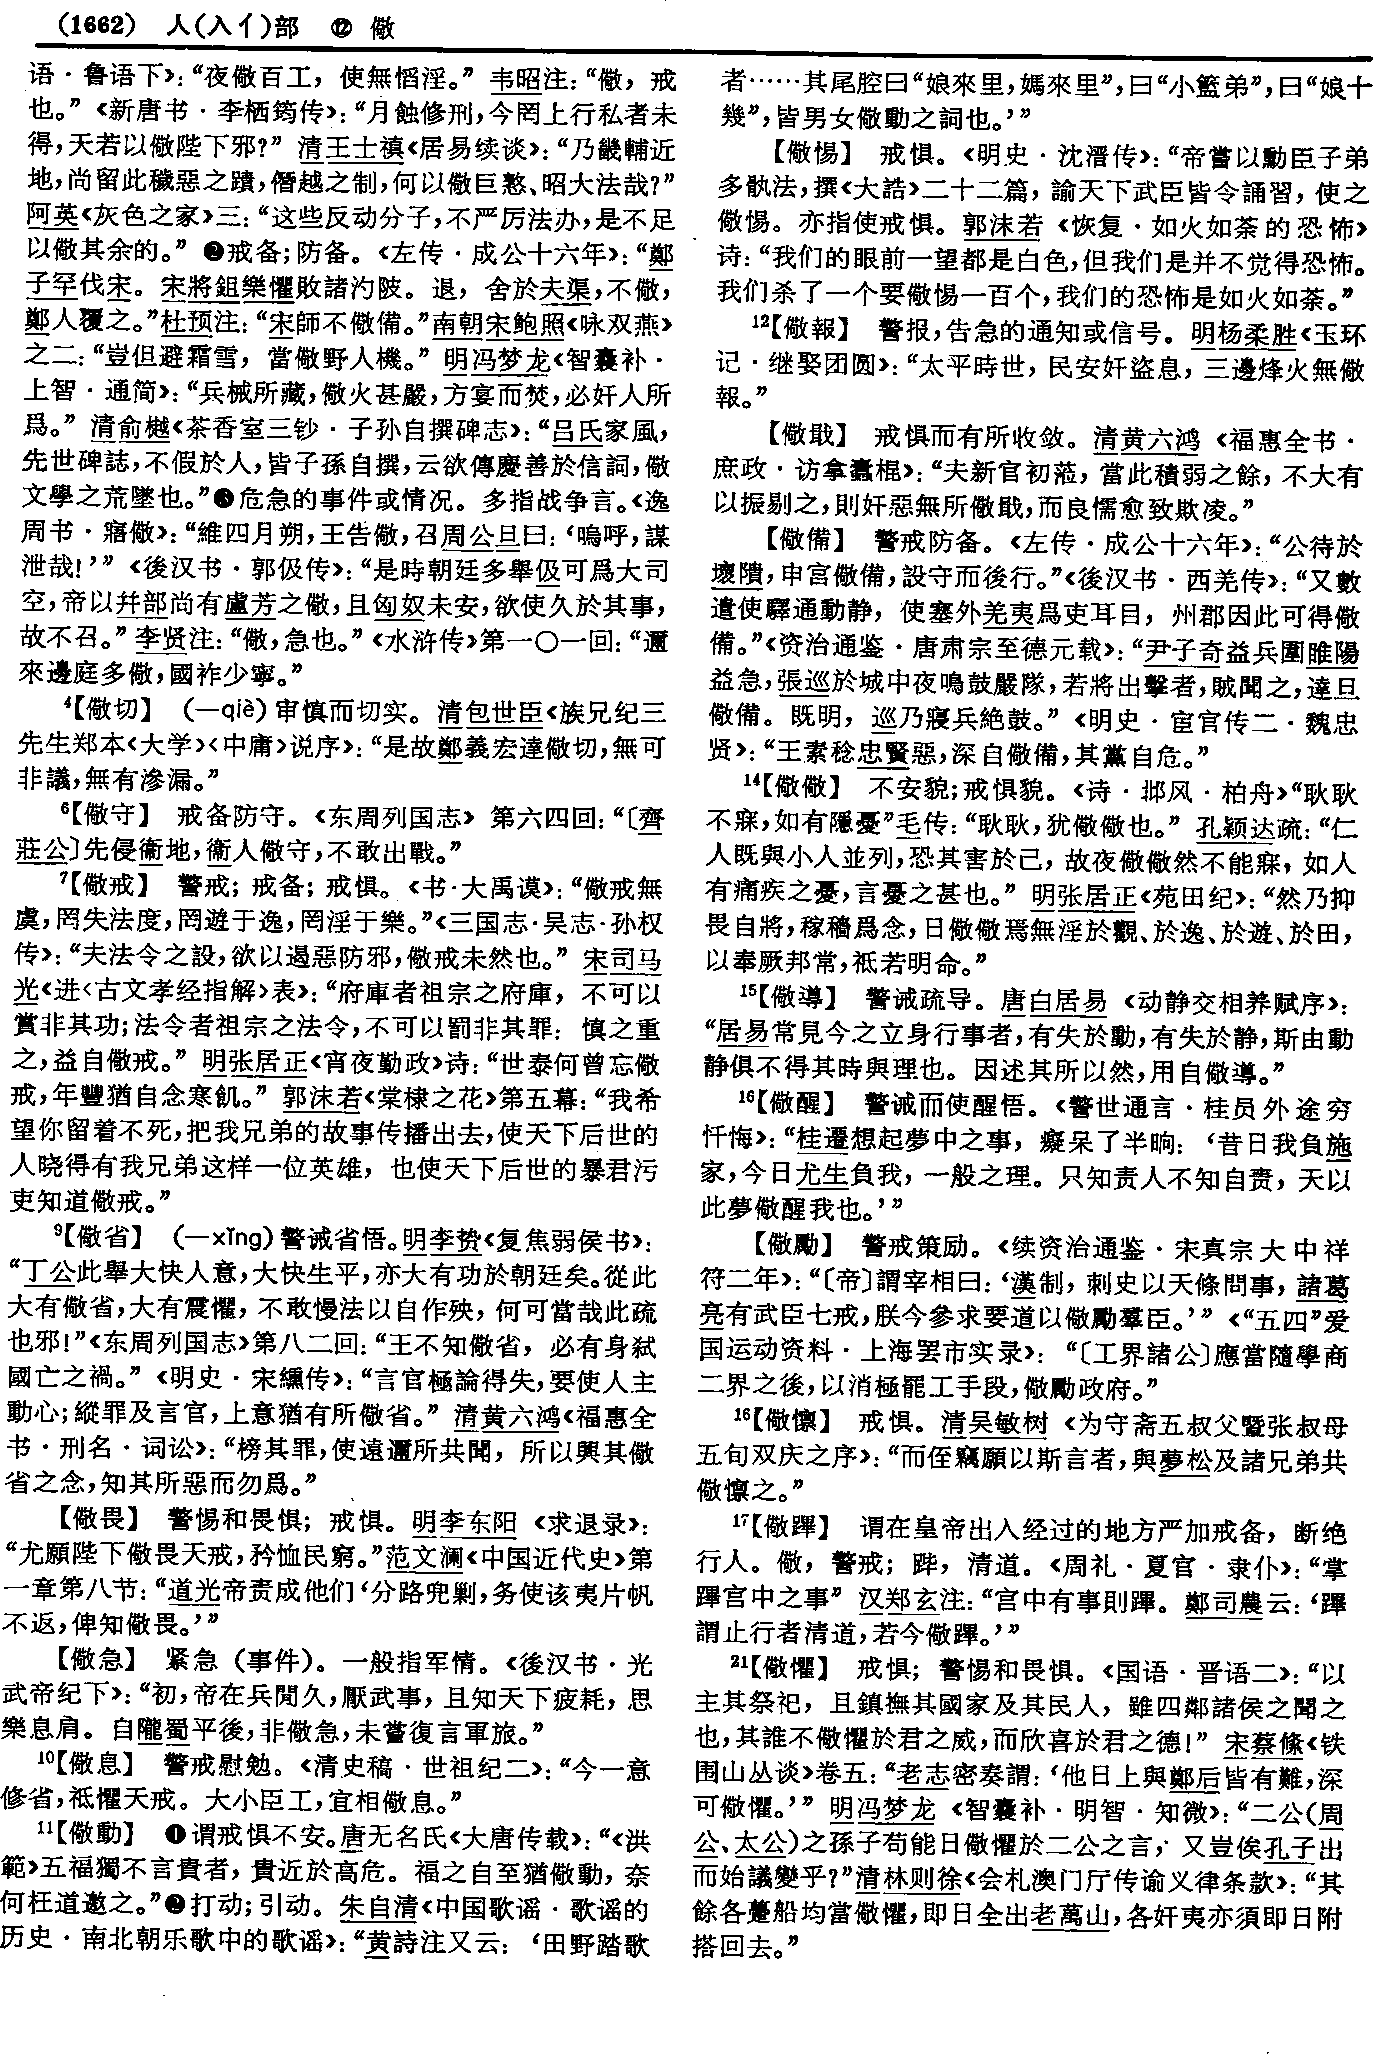 (1662) 人(入亻)部 ⑫ 儆
语·鲁语下》：“夜儆百工，使無慆淫。”韦昭注：“儆，戒
也。”《新唐书·李栖筠传》：“月蝕修刑，今罔上行私者未
得，天若以儆陛下邪？”清王士禛《居易续谈》：“乃畿輔近
地，尚留此穢惡之蹟，僭越之制，何以儆巨憝、昭大法哉？”
阿英《灰色之家》三：“这些反动分子，不严厉法办，是不足
以儆其余的。”❷戒备；防备。《左传·成公十六年》：“鄭
子罕伐宋。宋將鉏樂懼敗諸汋陂。退，舍於夫渠，不儆，
鄭人覆之。”杜预注：“宋師不儆備。”南朝宋鲍照《咏双燕》
之二：“豈但避霜雪，當儆野人機。”明冯梦龙《智囊补·
上智·通简》：“兵械所藏，儆火甚嚴，方宴而焚，必奸人所
爲。”清俞樾《茶香室三钞·子孙自撰碑志》：“吕氏家風，
先世碑誌，不假於人，皆子孫自撰，云欲傳慶善於信詞，儆
文學之荒墜也。”❸危急的事件或情况。多指战争言。《逸
周书·寤儆》：“維四月朔，王告儆，召周公旦曰：‘嗚呼，謀
泄哉！’”《後汉书·郭伋传》：“是時朝廷多舉伋可爲大司
空，帝以并部尚有盧芳之儆，且匈奴未安，欲使久於其事，
故不召。”李贤注：“儆，急也。”《水浒传》第一〇一回：“邇
來邊庭多儆，國祚少寧。”
⁴【儆切】（—qiè）审慎而切实。清包世臣《族兄纪三
先生郑本〈大学〉〈中庸〉说序》：“是故鄭義宏達儆切，無可
非議，無有滲漏。”
⁶【儆守】 戒备防守。《东周列国志》第六四回：“〔齊
莊公〕先侵衞地，衞人儆守，不敢出戰。”
⁷【儆戒】 警戒；戒备；戒惧。《书·大禹谟》：“儆戒無
虞，罔失法度，罔遊于逸，罔淫于樂。”《三国志·吴志·孙权
传》：“夫法令之設，欲以遏惡防邪，儆戒未然也。”宋司马
光《进〈古文孝经指解〉表》：“府庫者祖宗之府庫，不可以
賞非其功；法令者祖宗之法令，不可以罰非其罪：慎之重
之，益自儆戒。”明张居正《宵夜勤政》诗：“世泰何曾忘儆
戒，年豐猶自念寒飢。”郭沫若《棠棣之花》第五幕：“我希
望你留着不死，把我兄弟的故事传播出去，使天下后世的
人晓得有我兄弟这样一位英雄，也使天下后世的暴君污
吏知道儆戒。”
⁹【儆省】（—xǐng）警诫省悟。明李贽《复焦弱侯书》：
“丁公此舉大快人意，大快生平，亦大有功於朝廷矣。從此
大有儆省，大有震懼，不敢慢法以自作殃，何可當哉此疏
也邪！”《东周列国志》第八二回：“王不知儆省，必有身弑
國亡之禍。”《明史·宋纁传》：“言官極論得失，要使人主
動心；縱罪及言官，上意猶有所儆省。”清黄六鸿《福惠全
书·刑名·词讼》：“榜其罪，使遠邇所共聞，所以興其儆
省之念，知其所惡而勿爲。”
【儆畏】 警惕和畏惧；戒惧。明李东阳《求退录》：
“尤願陛下儆畏天戒，矜恤民窮。”范文澜《中国近代史》第
一章第八节：“道光帝责成他们‘分路兜剿，务使该夷片帆
不返，俾知儆畏。’”
【儆急】 紧急（事件）。一般指军情。《後汉书·光
武帝纪下》：“初，帝在兵閒久，厭武事，且知天下疲耗，思
樂息肩。自隴蜀平後，非儆急，未嘗復言軍旅。”
¹⁰【儆息】 警戒慰勉。《清史稿·世祖纪二》：“今一意
修省，祇懼天戒。大小臣工，宜相儆息。”
¹¹【儆動】 ❶谓戒惧不安。唐无名氏《大唐传载》：“《洪
範》五福獨不言貴者，貴近於高危。福之自至猶儆動，奈
何枉道邀之。”❷打动；引动。朱自清《中国歌谣·歌谣的
历史·南北朝乐歌中的歌谣》：“黄詩注又云：‘田野踏歌
者……其尾腔曰“娘來里，媽來里”，曰“小籃弟”，曰“娘十
幾”，皆男女儆動之詞也。’”
【儆惕】 戒惧。《明史·沈溍传》：“帝嘗以勳臣子弟
多骫法，撰《大誥》二十二篇，諭天下武臣皆令誦習，使之
儆惕。亦指使戒惧。郭沫若《恢复·如火如荼的恐怖》
诗：“我们的眼前一望都是白色，但我们是并不觉得恐怖。
我们杀了一个要儆惕一百个，我们的恐怖是如火如荼。”
¹²【儆報】 警报，告急的通知或信号。明杨柔胜《玉环
记·继娶团圆》：“太平時世，民安奸盜息，三邊烽火無儆
報。”
【儆戢】 戒惧而有所收敛。清黄六鸿《福惠全书·
庶政·访拿蠹棍》：“夫新官初蒞，當此積弱之餘，不大有
以振剔之，則奸惡無所儆戢，而良懦愈致欺凌。”
【儆備】 警戒防备。《左传·成公十六年》：“公待於
壞隤，申宫儆備，設守而後行。”《後汉书·西羌传》：“又數
遣使驛通動静，使塞外羌夷爲吏耳目，州郡因此可得儆
備。”《资治通鉴·唐肃宗至德元载》：“尹子奇益兵圍睢陽
益急，張巡於城中夜鳴鼓嚴隊，若將出擊者，賊聞之，達旦
儆備。既明，巡乃寢兵絶鼓。”《明史·宦官传二·魏忠
贤》：“王素稔忠賢惡，深自儆備，其黨自危。”
¹⁴【儆儆】 不安貌；戒惧貌。《诗·邶风·柏舟》“耿耿
不寐，如有隱憂”毛传：“耿耿，犹儆儆也。”孔颖达疏：“仁
人既與小人並列，恐其害於己，故夜儆儆然不能寐，如人
有痛疾之憂，言憂之甚也。”明张居正《苑田纪》：“然乃抑
畏自將，稼穡爲念，日儆儆焉無淫於觀、於逸、於遊、於田，
以奉厥邦常，祗若明命。”
¹⁵【儆導】 警诫疏导。唐白居易《动静交相养赋序》：
“居易常見今之立身行事者，有失於動，有失於静，斯由動
静俱不得其時與理也。因述其所以然，用自儆導。”
¹⁶【儆醒】 警诫而使醒悟。《警世通言·桂员外途穷
忏悔》：“桂遷想起夢中之事，癡呆了半晌：‘昔日我負施
家，今日尤生負我，一般之理。只知责人不知自责，天以
此夢儆醒我也。’”
【儆勵】 警戒策励。《续资治通鉴·宋真宗大中祥
符二年》：“〔帝〕謂宰相曰：‘漢制，刺史以天條問事，諸葛
亮有武臣七戒，朕今參求要道以儆勵羣臣。’”《“五四”爱
国运动资料·上海罢市实录》：“〔工界諸公〕應當隨學商
二界之後，以消極罷工手段，儆勵政府。”
¹⁶【儆懔】 戒惧。清吴敏树《为守斋五叔父暨张叔母
五旬双庆之序》：“而侄竊願以斯言者，與夢松及諸兄弟共
儆懔之。”
¹⁷【儆蹕】 谓在皇帝出入经过的地方严加戒备，断绝
行人。儆，警戒；跸，清道。《周礼·夏官·隶仆》：“掌
蹕宫中之事”汉郑玄注：“宫中有事則蹕。鄭司農云：‘蹕
謂止行者清道，若今儆蹕。’”
²¹【儆懼】 戒惧；警惕和畏惧。《国语·晋语二》：“以
主其祭祀，且鎮撫其國家及其民人，雖四鄰諸侯之聞之
也，其誰不儆懼於君之威，而欣喜於君之德！”宋蔡絛《铁
围山丛谈》卷五：“老志密奏謂：‘他日上與鄭后皆有難，深
可儆懼。’”明冯梦龙《智囊补·明智·知微》：“二公（周
公、太公）之孫子苟能日儆懼於二公之言，又豈俟孔子出
而始議變乎？”清林则徐《会札澳门厅传谕义律条款》：“其
餘各躉船均當儆懼，即日全出老萬山，各奸夷亦須即日附
搭回去。”